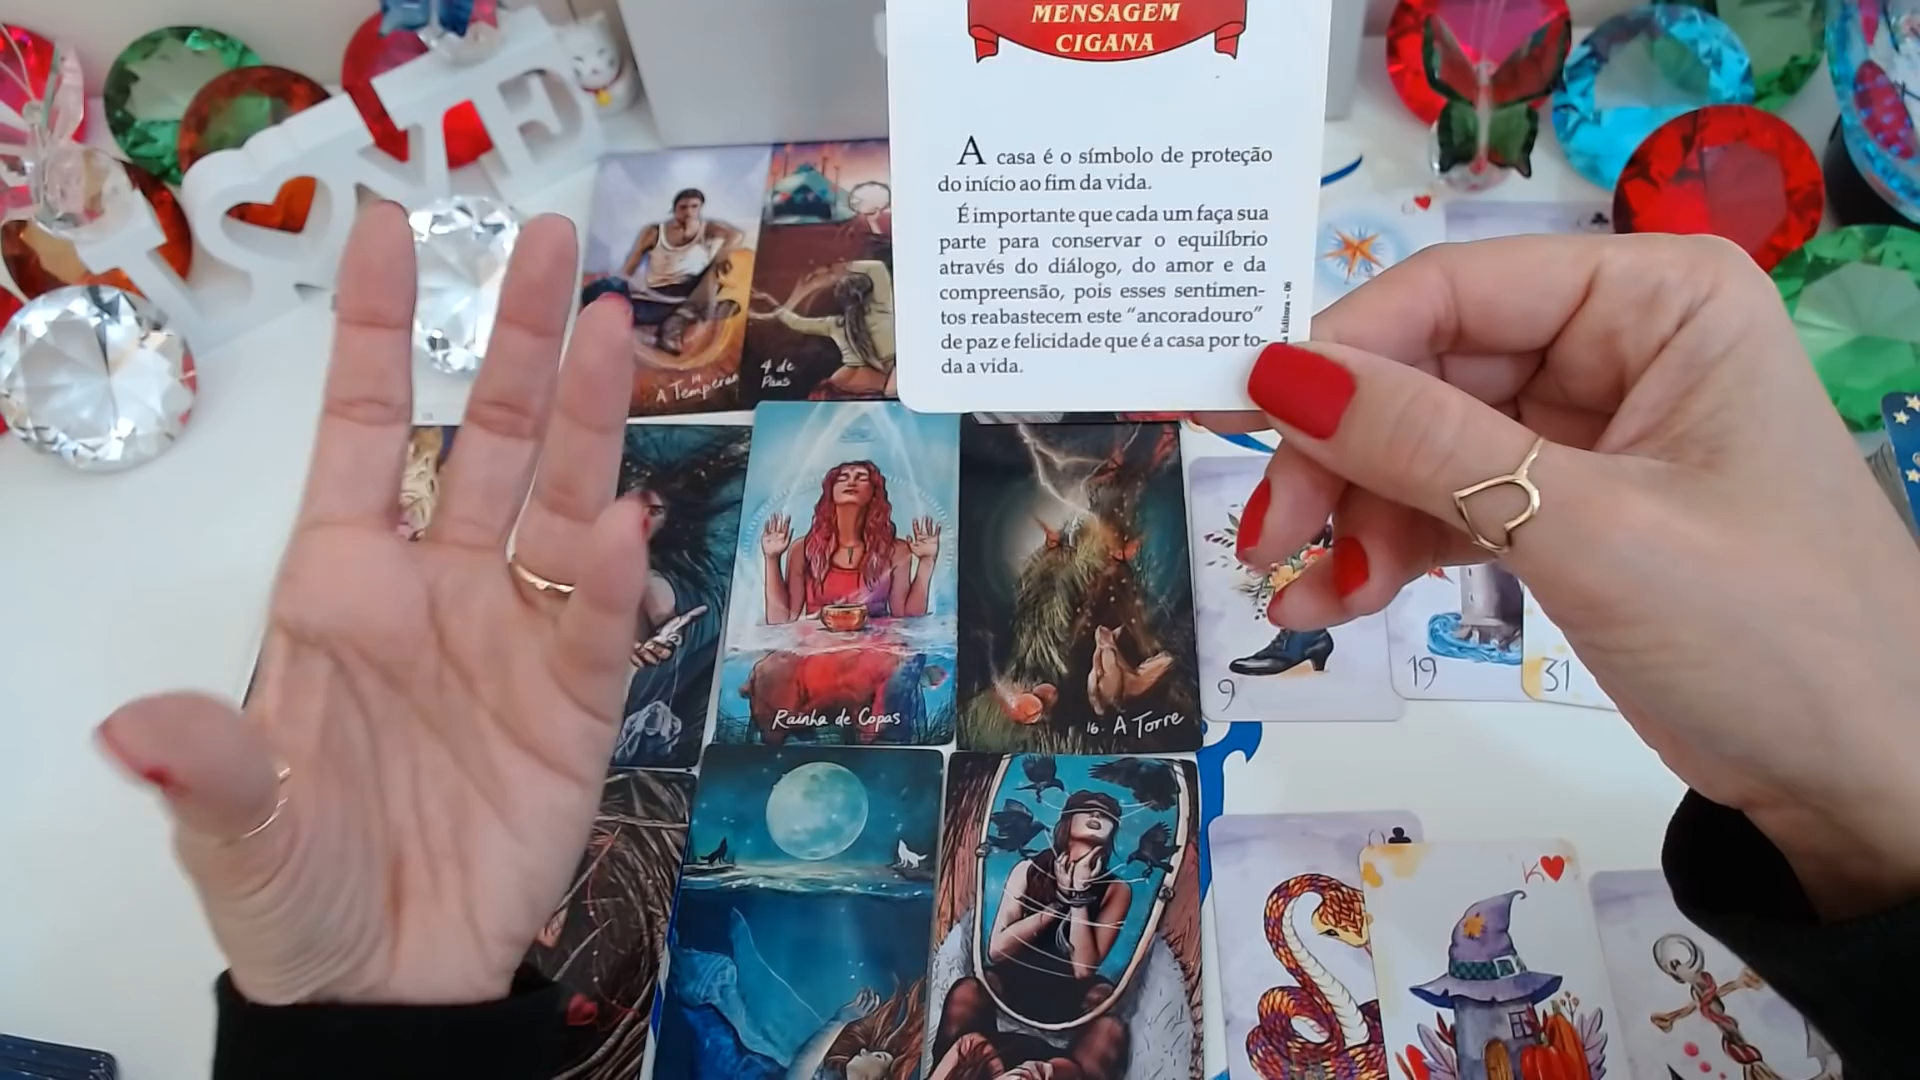 MENSAGEM
CIGANA
A casa é o símbolo de proteção
do início ao fim da vida.
É importante que cada um faça sua
parte para conservar o equilíbrio
através do diálogo, do amor e da
compreensão, pois esses sentimen-
tos reabastecem este “ancoradouro”
de paz e felicidade que é a casa por to-
da a vida.
Editora – 06
LOVE
A Temperan
4 de
Paus
Rainha de Copas
16. A Torre
9
19
31
K